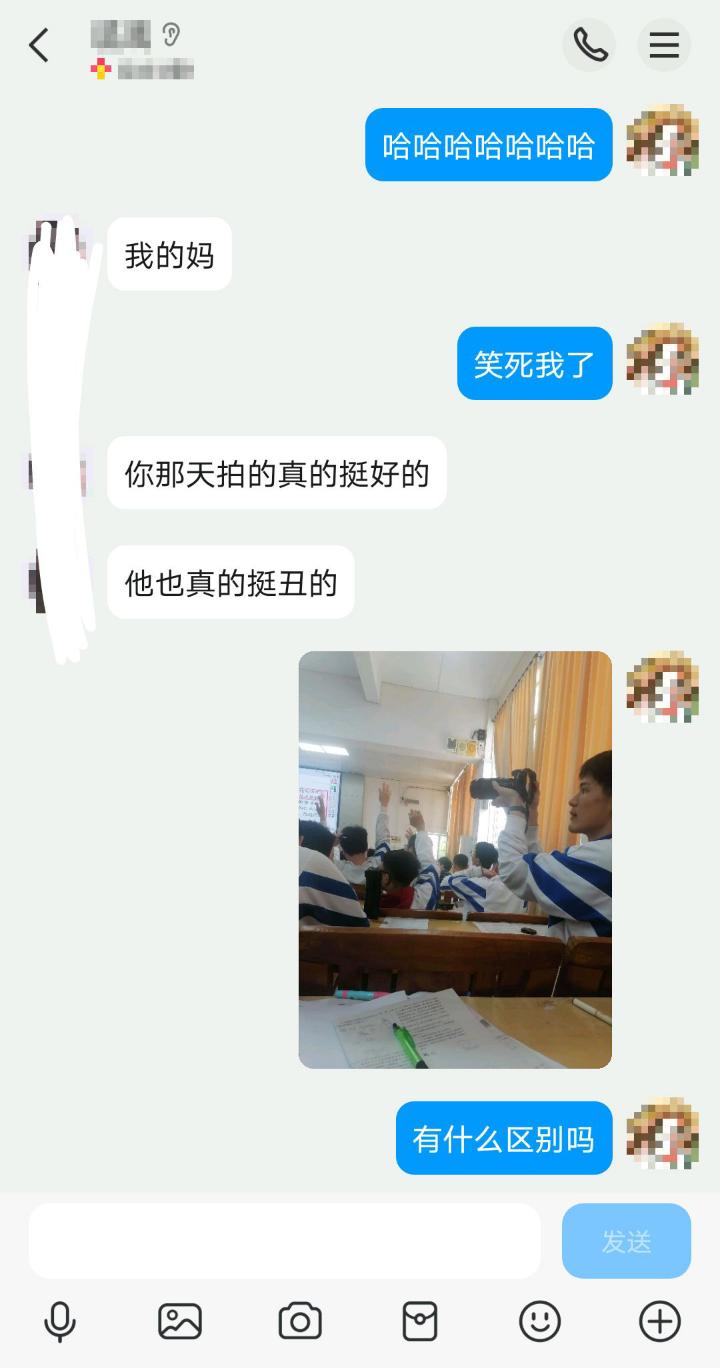 哈哈哈哈哈哈哈
我的妈
笑死我了
你那天拍的真的挺好的
他也真的挺丑的
有什么区别吗
发送